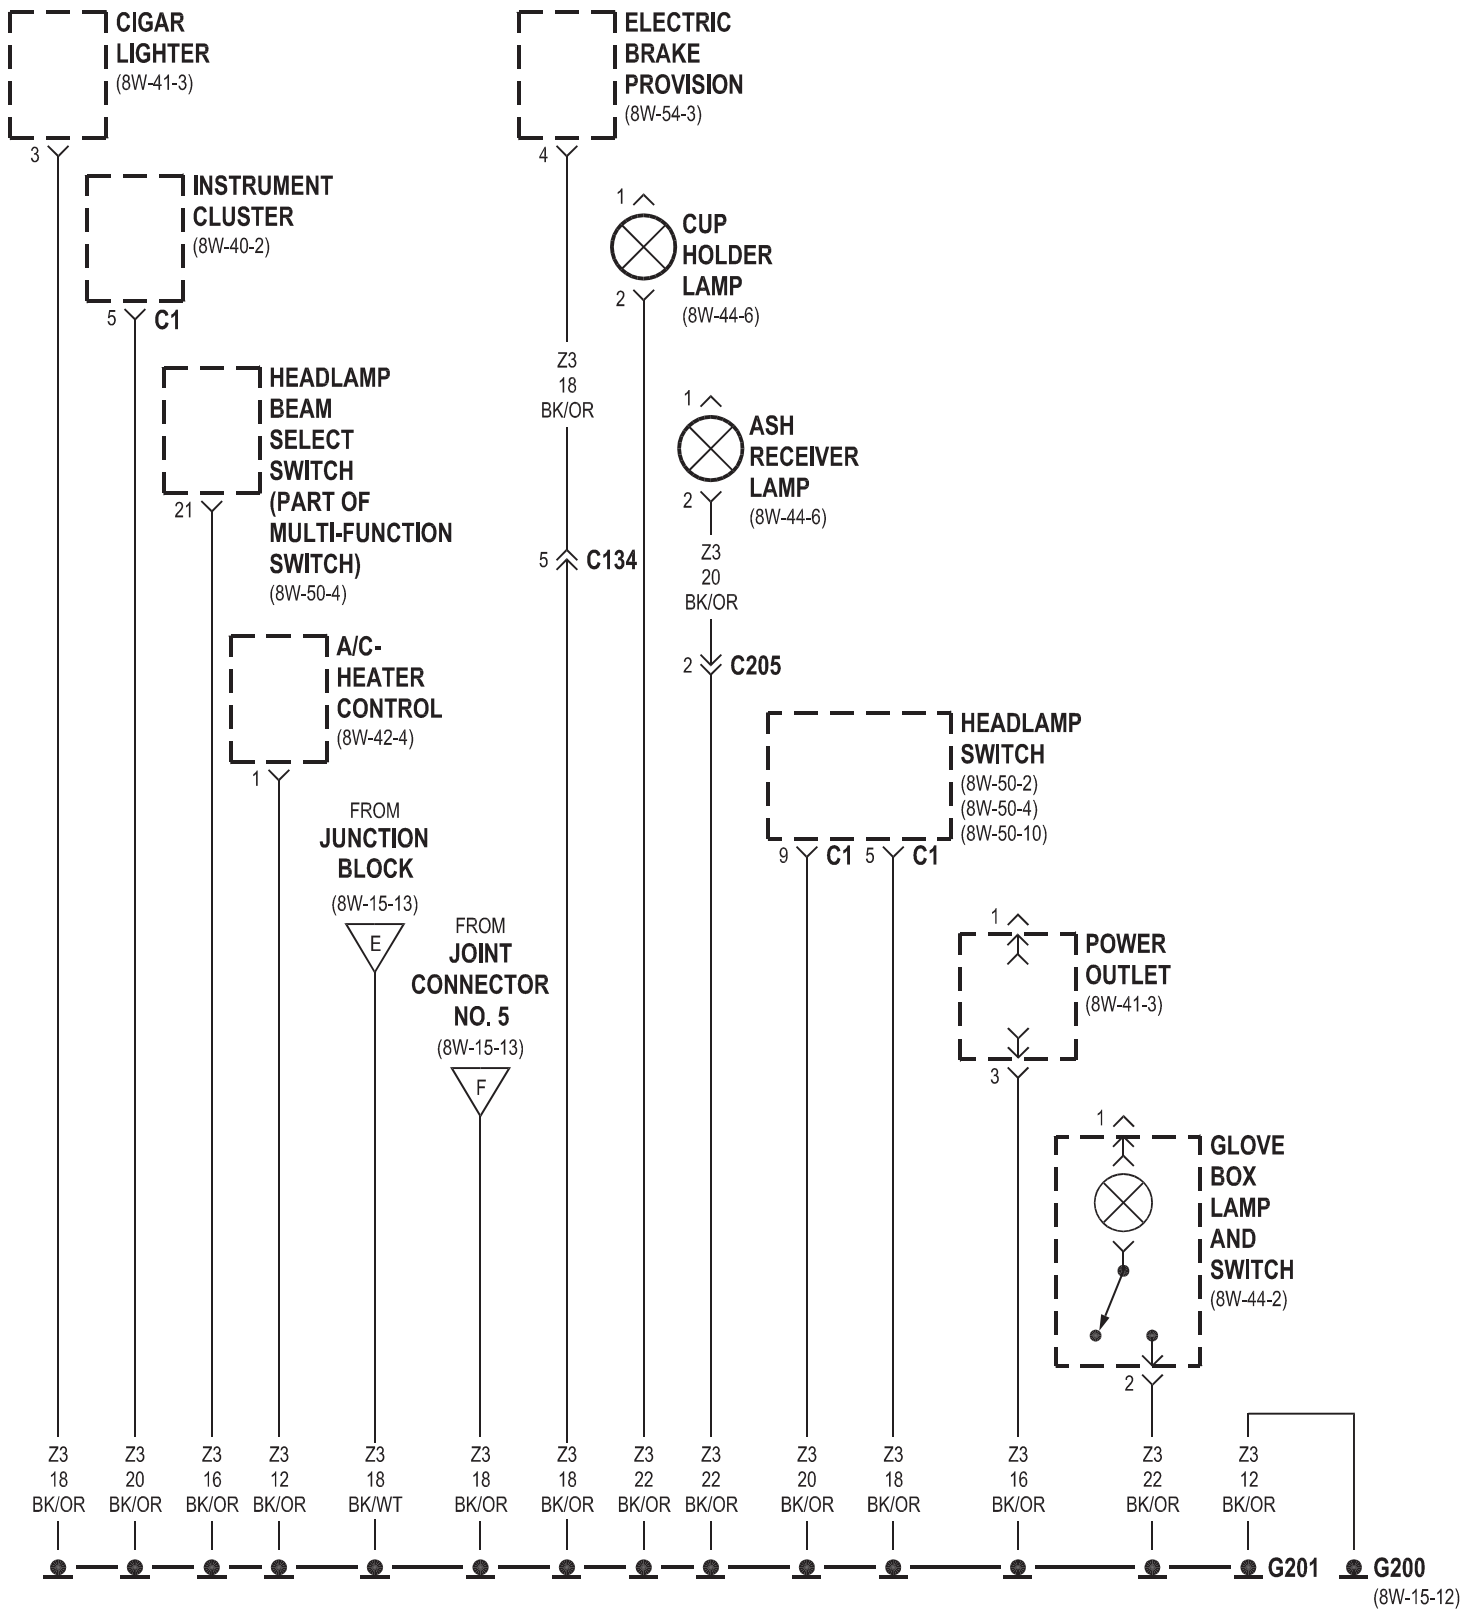 CIGAR
LIGHTER
(8W-41-3)
3
ELECTRIC
BRAKE
PROVISION
(8W-54-3)
4
INSTRUMENT
CLUSTER
(8W-40-2)
5 C1
1
CUP
HOLDER
LAMP
(8W-44-6)
2
Z3
18
BK/OR
HEADLAMP
BEAM
SELECT
SWITCH
(PART OF
MULTI-FUNCTION
SWITCH)
(8W-50-4)
21
1
ASH
RECEIVER
LAMP
(8W-44-6)
2
Z3
20
BK/OR
5 C134
2 C205
A/C-
HEATER
CONTROL
(8W-42-4)
1
HEADLAMP
SWITCH
(8W-50-2)
(8W-50-4)
(8W-50-10)
9 C1 5 C1
FROM
JUNCTION
BLOCK
(8W-15-13)
E
FROM
JOINT
CONNECTOR
NO. 5
(8W-15-13)
F
1
POWER
OUTLET
(8W-41-3)
3
1
GLOVE
BOX
LAMP
AND
SWITCH
(8W-44-2)
2
Z3 Z3 Z3 Z3 Z3 Z3 Z3 Z3 Z3 Z3 Z3 Z3 Z3 Z3
18 20 16 12 18 18 18 22 22 20 18 16 22 12
BK/OR BK/OR BK/OR BK/OR BK/WT BK/OR BK/OR BK/OR BK/OR BK/OR BK/OR BK/OR BK/OR BK/OR
G201 G200
(8W-15-12)